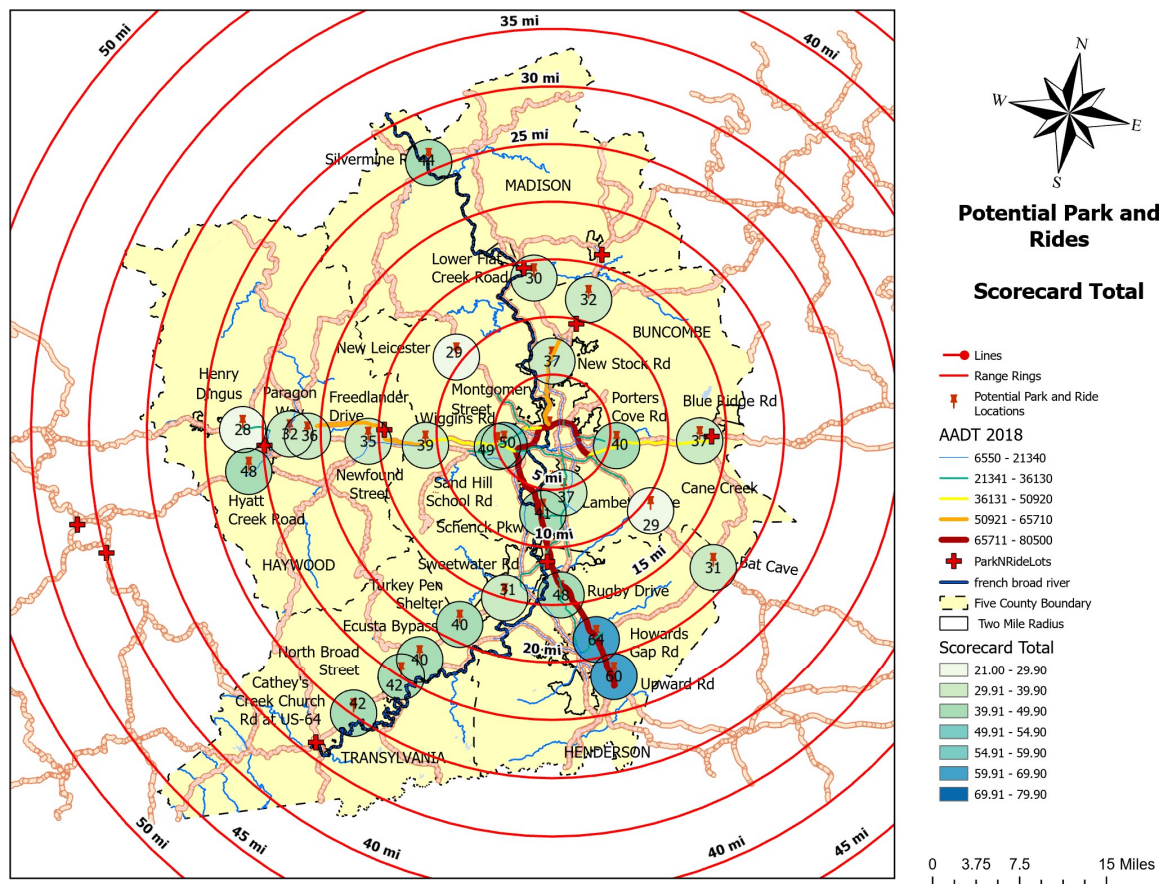 35 mi
50 mi
40 mi
30 mi
25 mi
Silvermine R
44
MADISON
Lower Flat
Creek Road
30
32
BUNCOMBE
New Leicester
29
37
New Stock Rd
Henry
Dingus
Paragon
Freedlander
Drive
Montgomery
Street
Wiggins Rd
Porters
Cove Rd
Blue Ridge Rd
28
32
36
35
39
49
50
40
37
48
Hyatt
Creek Road
Newfound
Street
Sand Hill
School Rd
5 mi
37
Cane Creek
Schenck Pkw
41
29
10 mi
HAYWOOD
Sweetwater Rd
15 mi
Bat Cave
31
Turkey Pen
Shelter
31
48
Rugby Drive
Ecusta Bypass
40
64
Howards
Gap Rd
North Broad
Street
40
20 mi
42
60
Upward Rd
Cathey's
Creek Church
Rd at US-64
42
TRANSYLVANIA
HENDERSON
50 mi
45 mi
40 mi
40 mi
45 mi
N
W
E
S
Potential Park and
Rides
Scorecard Total
Lines
Range Rings
Potential Park and Ride
Locations
AADT 2018
6550 - 21340
21341 - 36130
36131 - 50920
50921 - 65710
65711 - 80500
ParkNRideLots
french broad river
Five County Boundary
Two Mile Radius
Scorecard Total
21.00 - 29.90
29.91 - 39.90
39.91 - 49.90
49.91 - 54.90
54.91 - 59.90
59.91 - 69.90
69.91 - 79.90
0 3.75 7.5 15 Miles